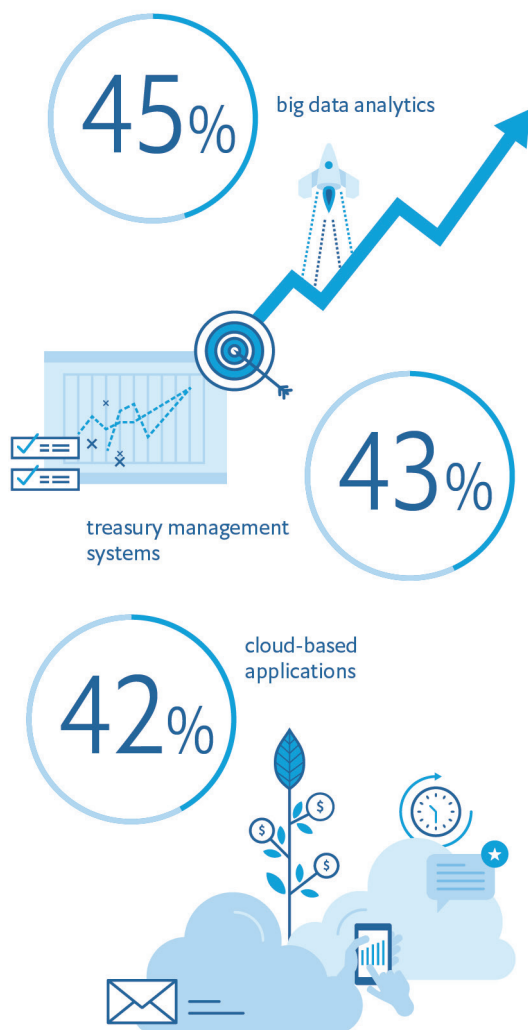 45%
big data analytics
43%
treasury management
systems
cloud-based
applications
42%
$
$
$